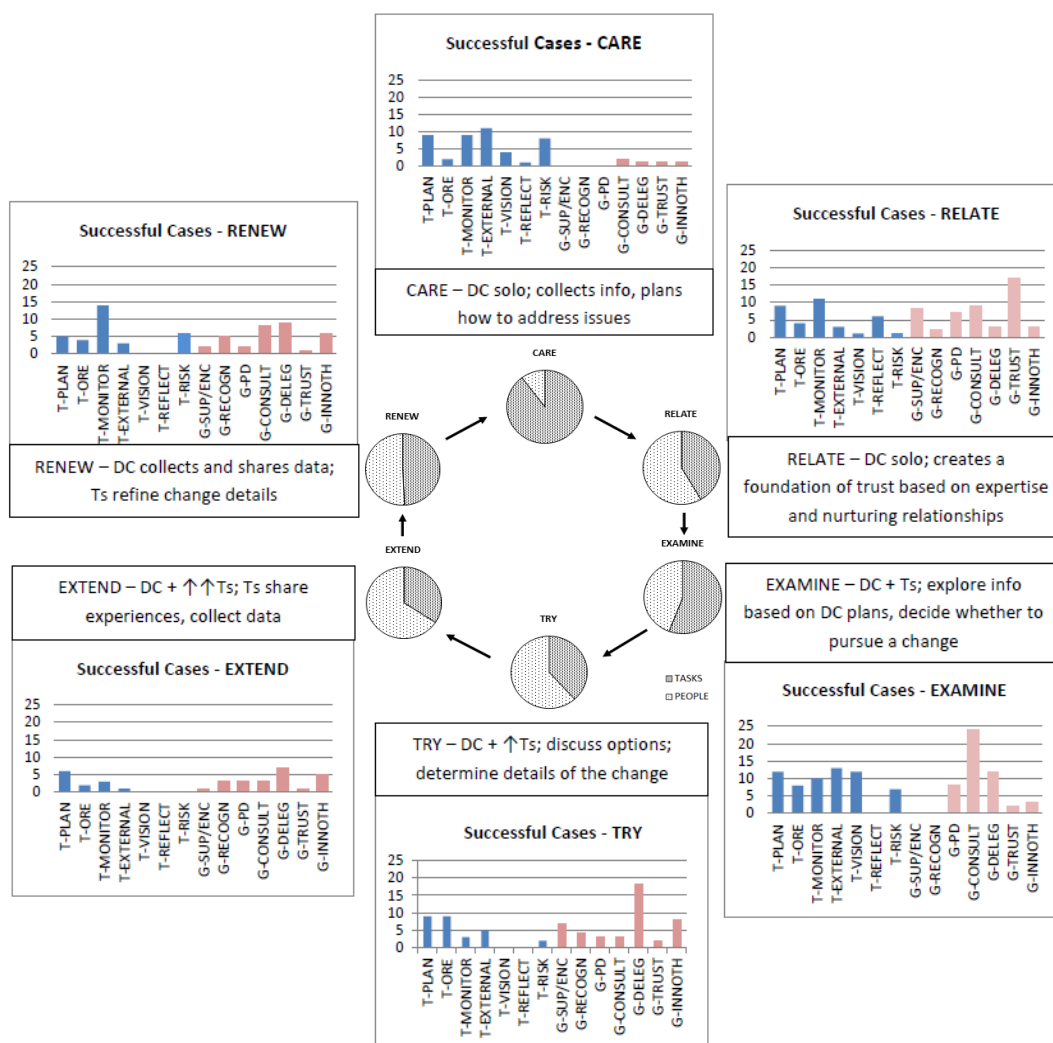 Successful Cases - CARE
25
20
15
10
5
0
T-PLAN
T-ORE
T-MONITOR
T-EXTERNAL
T-VISION
T-REFLECT
T-RISK
G-SUP/ENC
G-RECOGN
G-PD
G-CONSULT
G-DELEG
G-TRUST
G-INNOTH
CARE – DC solo; collects info, plans
how to address issues
Successful Cases - RELATE
25
20
15
10
5
0
T-PLAN
T-ORE
T-MONITOR
T-EXTERNAL
T-VISION
T-REFLECT
T-RISK
G-SUP/ENC
G-RECOGN
G-PD
G-CONSULT
G-DELEG
G-TRUST
G-INNOTH
RELATE – DC solo; creates a
foundation of trust based on expertise
and nurturing relationships
EXAMINE – DC + Ts; explore info
based on DC plans, decide whether to
pursue a change
Successful Cases - EXAMINE
25
20
15
10
5
0
T-PLAN
T-ORE
T-MONITOR
T-EXTERNAL
T-VISION
T-REFLECT
T-RISK
G-SUP/ENC
G-RECOGN
G-PD
G-CONSULT
G-DELEG
G-TRUST
G-INNOTH
TRY – DC + ↑Ts; discuss options;
determine details of the change
Successful Cases - TRY
25
20
15
10
5
0
T-PLAN
T-ORE
T-MONITOR
T-EXTERNAL
T-VISION
T-REFLECT
T-RISK
G-SUP/ENC
G-RECOGN
G-PD
G-CONSULT
G-DELEG
G-TRUST
G-INNOTH
EXTEND – DC + ↑↑Ts; Ts share
experiences, collect data
Successful Cases - EXTEND
25
20
15
10
5
0
T-PLAN
T-ORE
T-MONITOR
T-EXTERNAL
T-VISION
T-REFLECT
T-RISK
G-SUP/ENC
G-RECOGN
G-PD
G-CONSULT
G-DELEG
G-TRUST
G-INNOTH
Successful Cases - RENEW
25
20
15
10
5
0
T-PLAN
T-ORE
T-MONITOR
T-EXTERNAL
T-VISION
T-REFLECT
T-RISK
G-SUP/ENC
G-RECOGN
G-PD
G-CONSULT
G-DELEG
G-TRUST
G-INNOTH
RENEW – DC collects and shares data;
Ts refine change details
CARE
RELATE
EXAMINE
TRY
EXTEND
RENEW
TASKS
PEOPLE